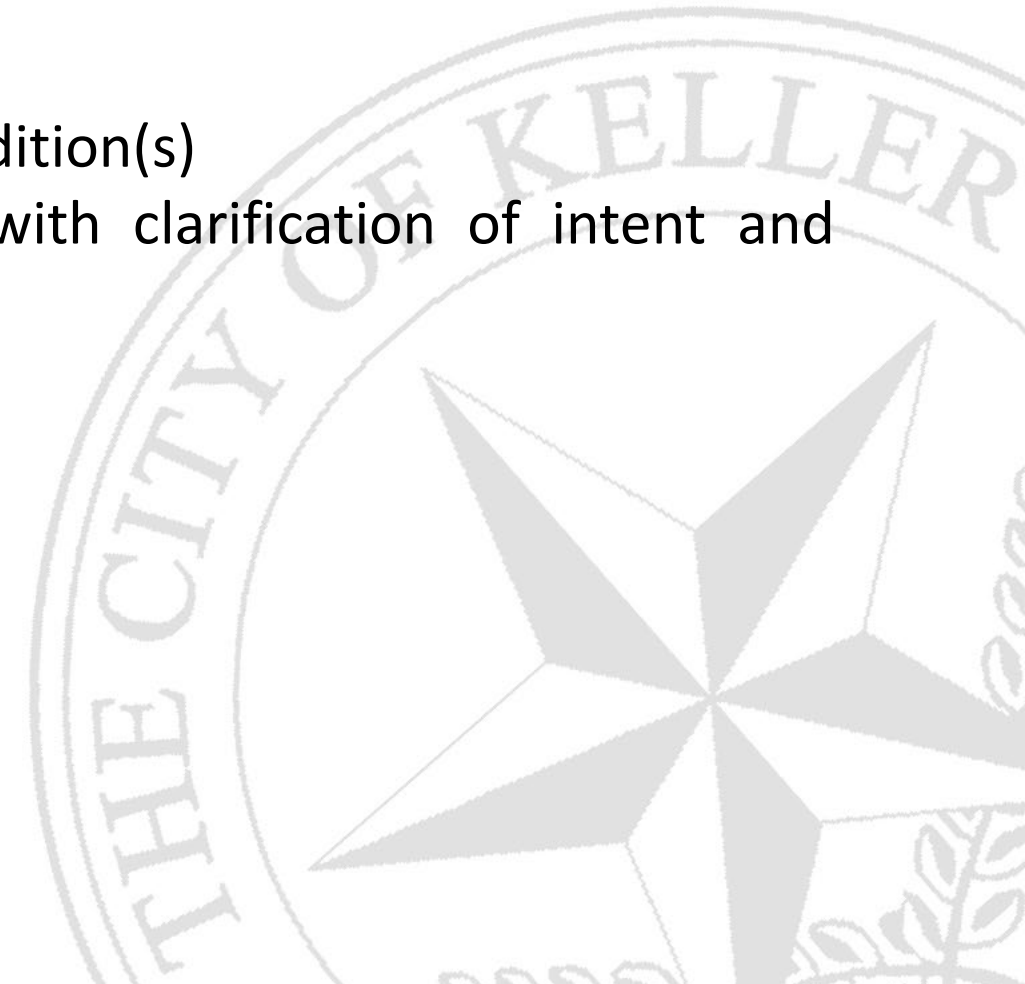 dition(s)
with clarification of intent and
THE CITY OF KELLER